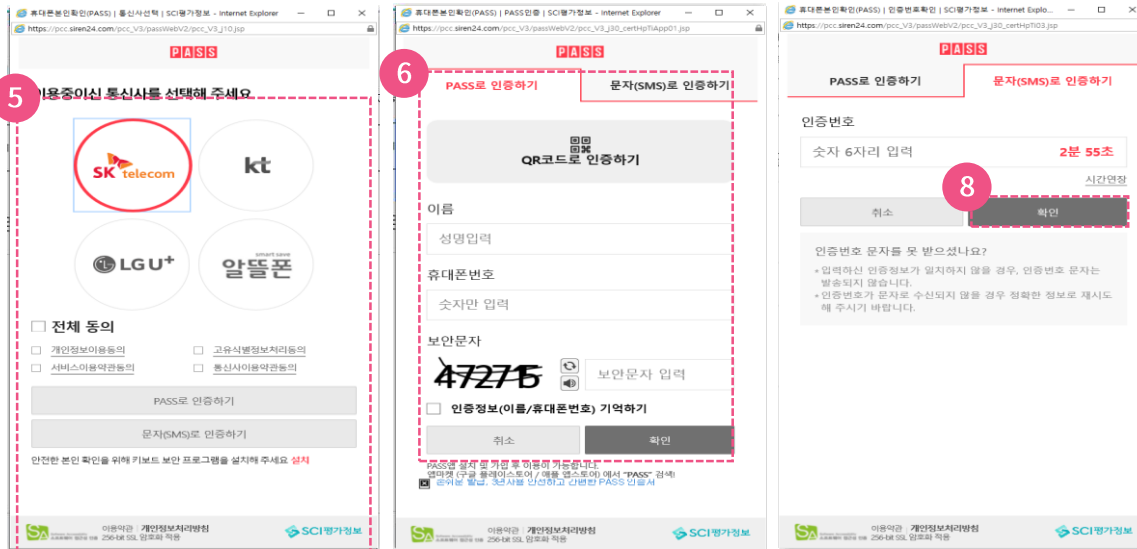 휴대폰본인확인(PASS) | 통신사선택 | SCI평가정보 - Internet Explorer
https://pcc.siren24.com/pcc_V3/passWebV2/pcc_V3_j10.jsp
PASS
5
이용중이신 통신사를 선택해 주세요
SK telecom
kt
LG U+
smart save
알뜰폰
전체 동의
개인정보이용동의
고유식별정보처리동의
서비스이용약관동의
통신사이용약관동의
PASS로 인증하기
문자(SMS)로 인증하기
안전한 본인 확인을 위해 키보드 보안 프로그램을 설치해 주세요 설치
이용약관 | 개인정보처리방침
256-bit SSL 암호화 적용
SCI평가정보
휴대폰본인확인(PASS) | PASS인증 | SCI평가정보 - Internet Explorer
https://pcc.siren24.com/pcc_V3/passWebV2/pcc_V3_j30_certHpTiApp01.jsp
PASS
6
PASS로 인증하기
문자(SMS)로 인증하기
QR코드로 인증하기
이름
성명입력
휴대폰번호
숫자만 입력
보안문자
472715
보안문자 입력
인증정보(이름/휴대폰번호) 기억하기
취소
확인
PASS앱 설치 및 가입 후 이용이 가능합니다.
앱마켓 (구글 플레이스토어 / 애플 앱스토어) 에서 "PASS" 검색!
손쉬운 발급, 3년사용 안전하고 간편한 PASS 인증서
이용약관 | 개인정보처리방침
256-bit SSL 암호화 적용
SCI평가정보
휴대폰본인확인(PASS) | 인증번호확인 | SCI평가정보 - Internet Explo...
https://pcc.siren24.com/pcc_V3/passWebV2/pcc_V3_j30_certHpTi03.jsp
PASS
PASS로 인증하기
문자(SMS)로 인증하기
인증번호
숫자 6자리 입력
2분 55초
시간연장
8
취소
확인
인증번호 문자를 못 받으셨나요?
입력하신 인증정보가 일치하지 않을 경우, 인증번호 문자는
발송되지 않습니다.
인증번호가 문자로 수신되지 않을 경우 정확한 정보로 재시도
해 주시기 바랍니다.
이용약관 | 개인정보처리방침
256-bit SSL 암호화 적용
SCI평가정보